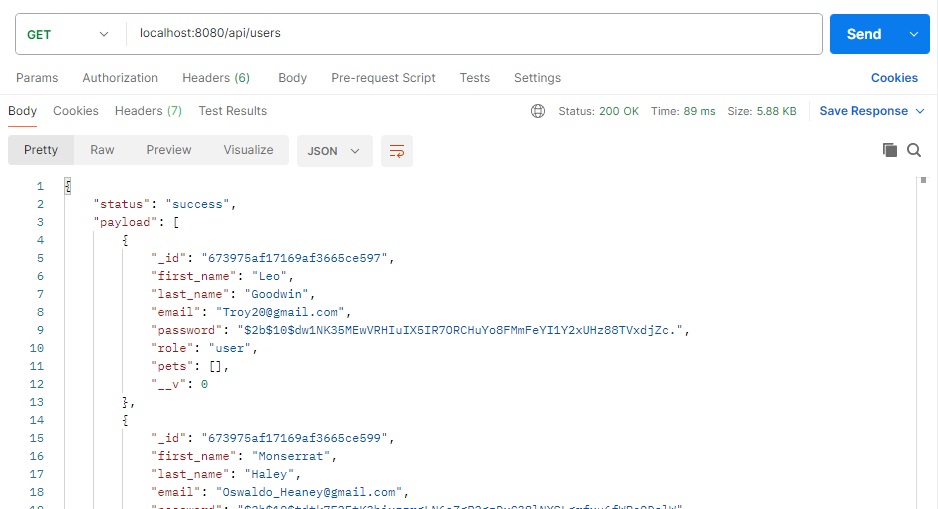 GET localhost:8080/api/users Send
Params Authorization Headers (6) Body Pre-request Script Tests Settings Cookies
Body Cookies Headers (7) Test Results Status: 200 OK Time: 89 ms Size: 5.88 KB Save Response
Pretty Raw Preview Visualize JSON
1 {
2 "status": "success",
3 "payload": [
4 {
5 "_id": "673975af17169af3665ce597",
6 "first_name": "Leo",
7 "last_name": "Goodwin",
8 "email": "Troy20@gmail.com",
9 "password": "$2b$10$dw1NK35MEwVRHIuIX5IR7ORCHuYo8FMmFeYI1Y2xUHz88TVxdjZc.",
10 "role": "user",
11 "pets": [],
12 "__v": 0
13 },
14 {
15 "_id": "673975af17169af3665ce599",
16 "first_name": "Monserrat",
17 "last_name": "Haley",
18 "email": "Oswaldo_Heaney@gmail.com",